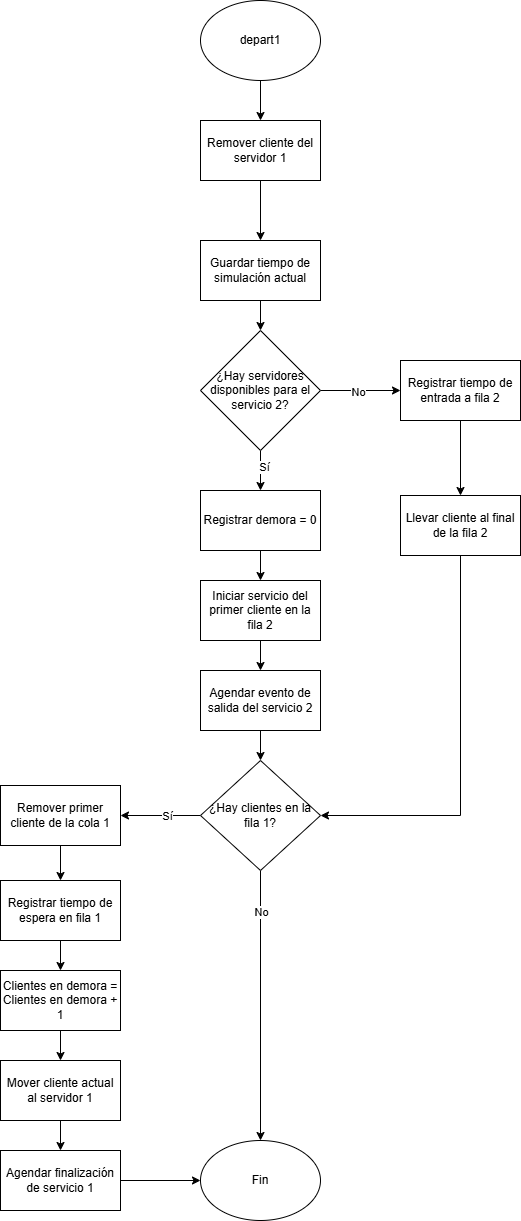 depart1
Remover cliente del
servidor 1
Guardar tiempo de
simulación actual
¿Hay servidores
disponibles para el
servicio 2?
No
Registrar tiempo de
entrada a fila 2
Sí
Registrar demora = 0
Llevar cliente al final
de la fila 2
Iniciar servicio del
primer cliente en la
fila 2
Agendar evento de
salida del servicio 2
¿Hay clientes en la
fila 1?
Sí
Remover primer
cliente de la cola 1
Registrar tiempo de
espera en fila 1
No
Clientes en demora =
Clientes en demora +
1
Mover cliente actual
al servidor 1
Agendar finalización
de servicio 1
Fin